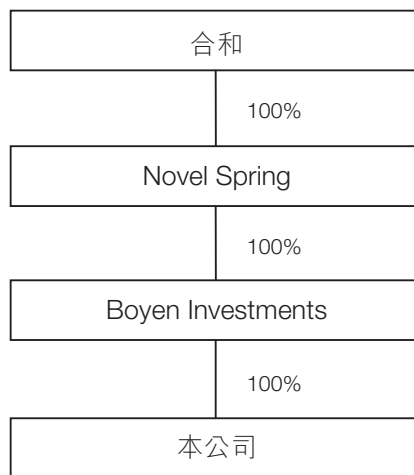 合和
100%
Novel Spring
100%
Boyen Investments
100%
本公司